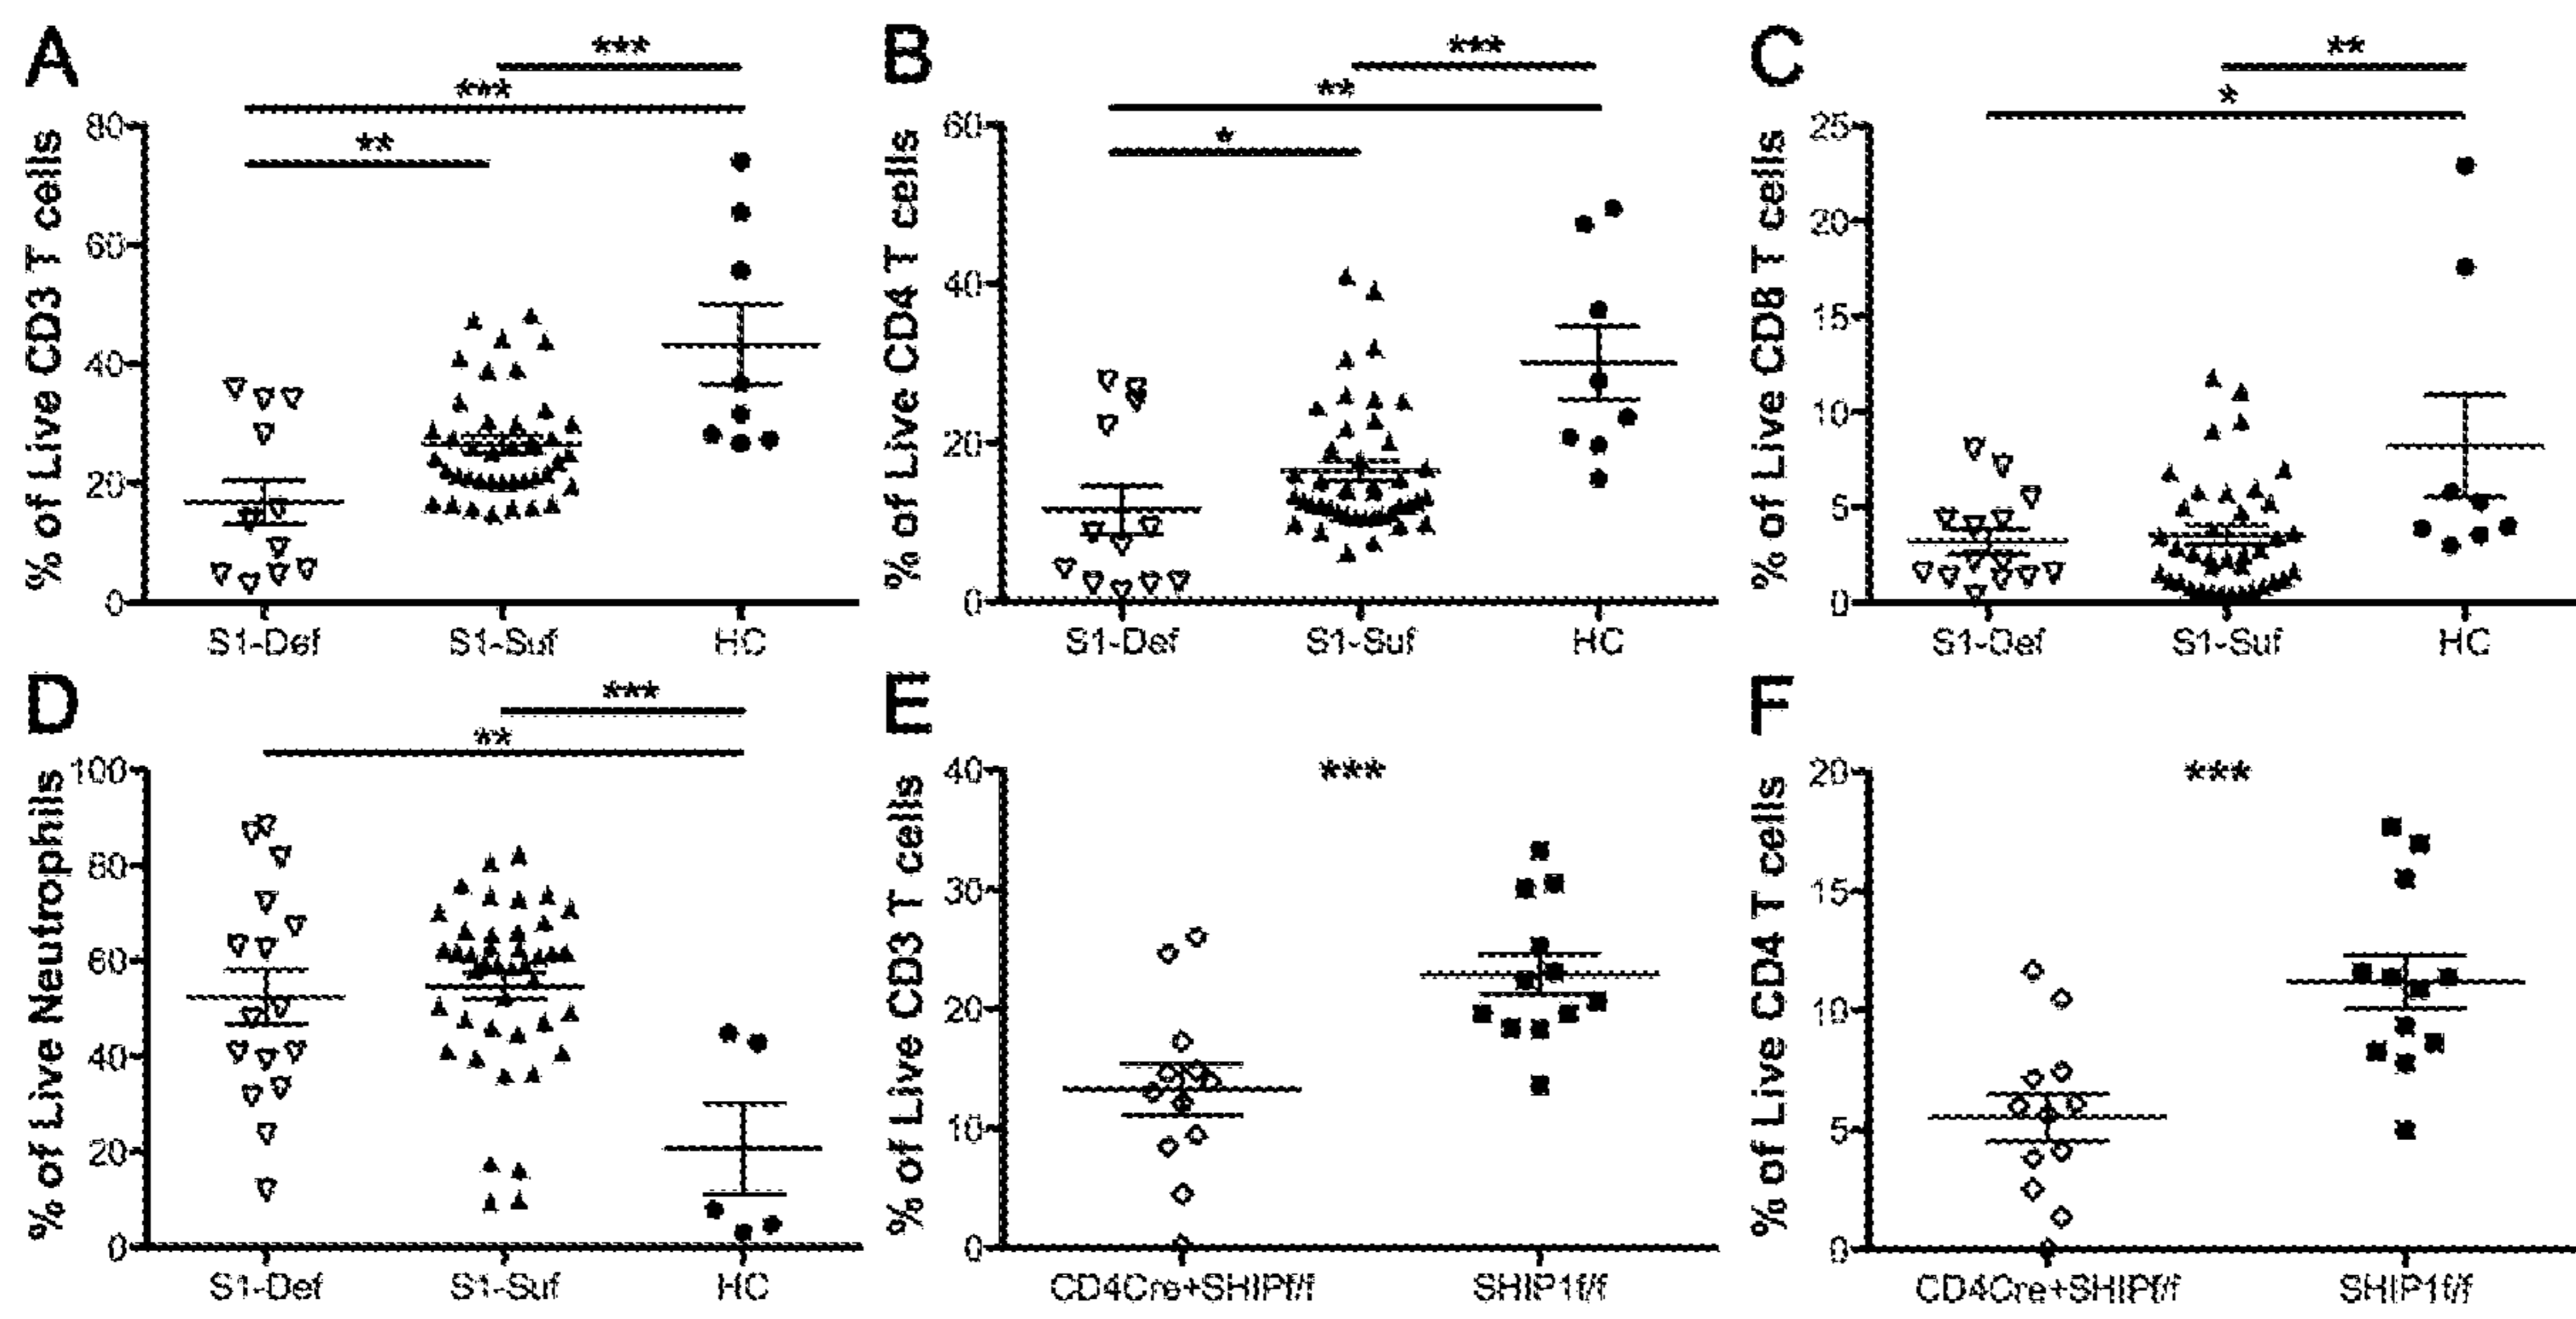 A
***
***
**
% of Live CD3 T cells
80
60
40
20
0
S1-Def
S1-Suf
HC
B
***
**
*
% of Live CD4 T cells
60
40
20
0
S1-Def
S1-Suf
HC
C
**
*
% of Live CD8 T cells
25
20
15
10
5
0
S1-Def
S1-Suf
HC
D
***
**
% of Live Neutrophils
100
80
60
40
20
0
S1-Def
S1-Suf
HC
E
***
% of Live CD3 T cells
40
30
20
10
0
CD4Cre+SHIPf/f
SHIP1f/f
F
***
% of Live CD4 T cells
20
15
10
5
0
CD4Cre+SHIPf/f
SHIP1f/f